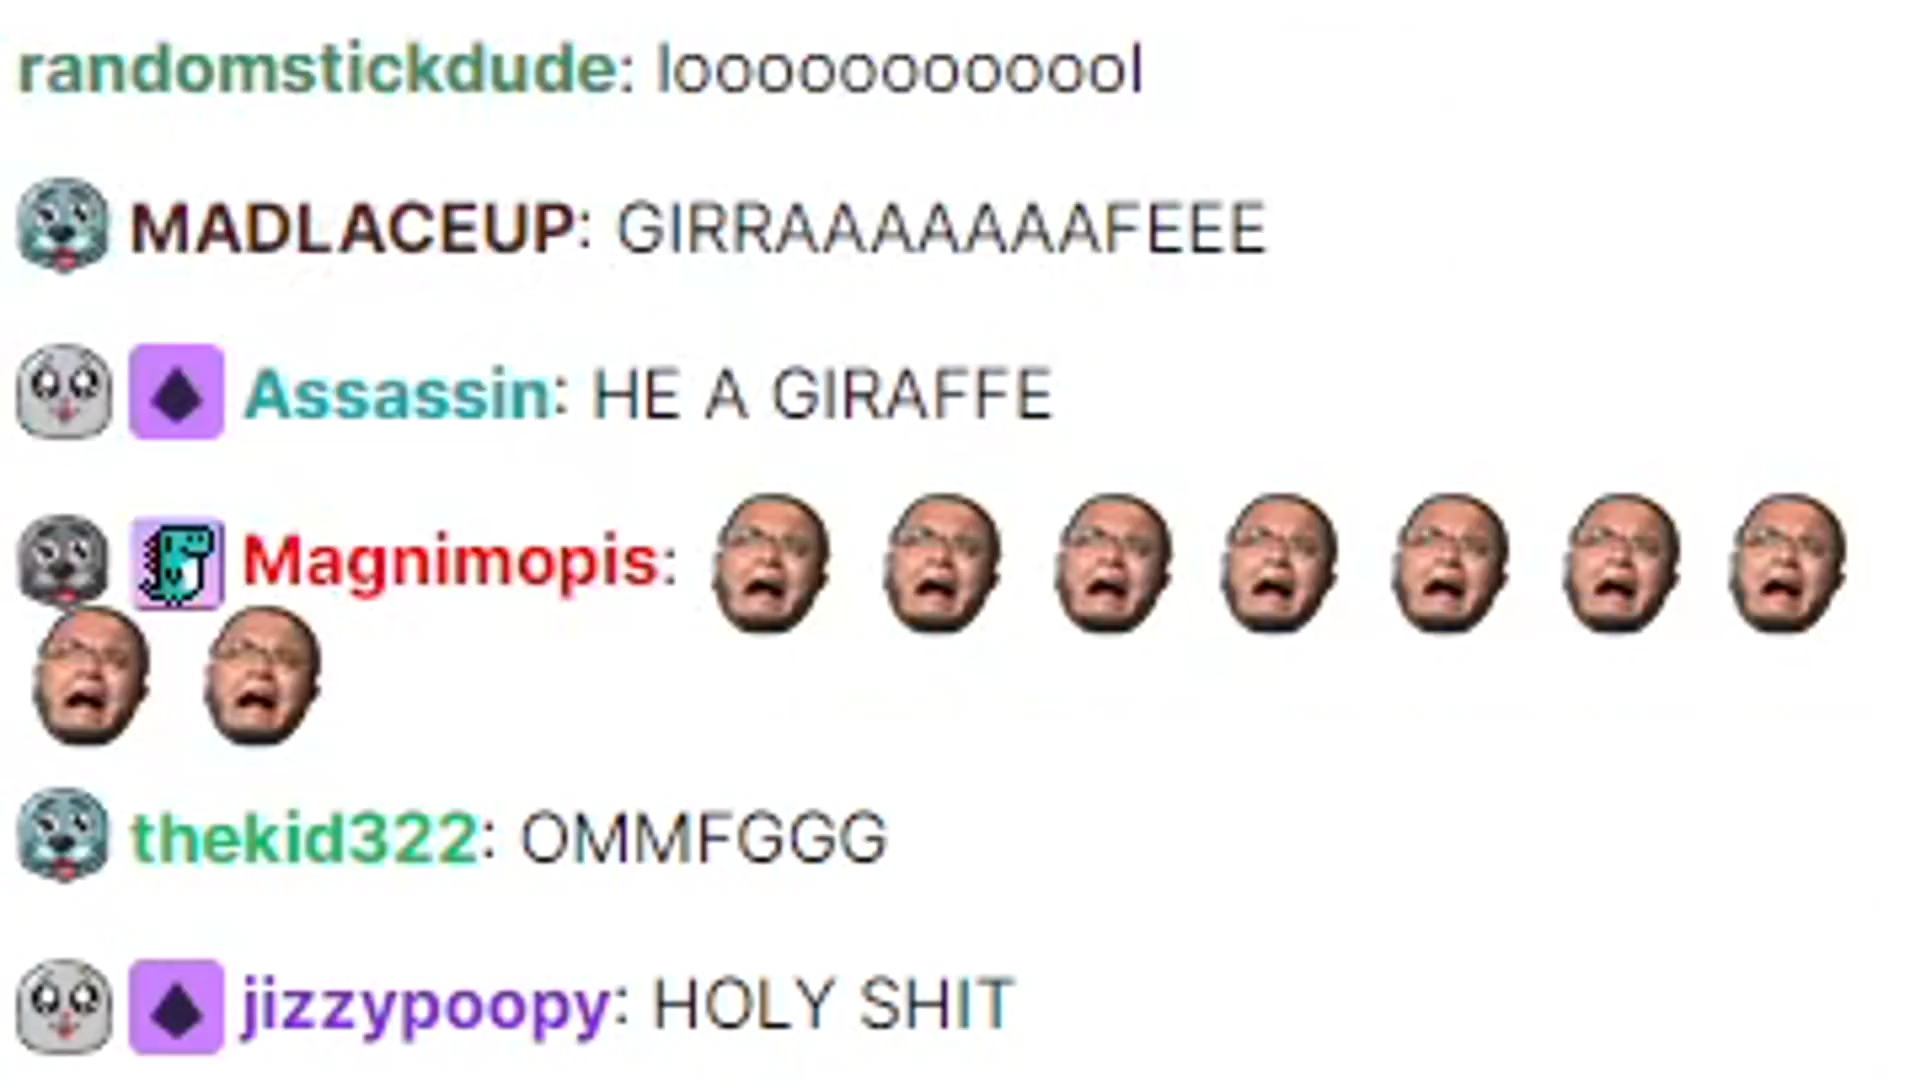 randomstickdude: looooooooooool
MADLACEUP: GIRRAAAAAAAFEEE
Assassin: HE A GIRAFFE
Magnimopis:
thekid322: OMMFGGG
jizzypoopy: HOLY SHIT